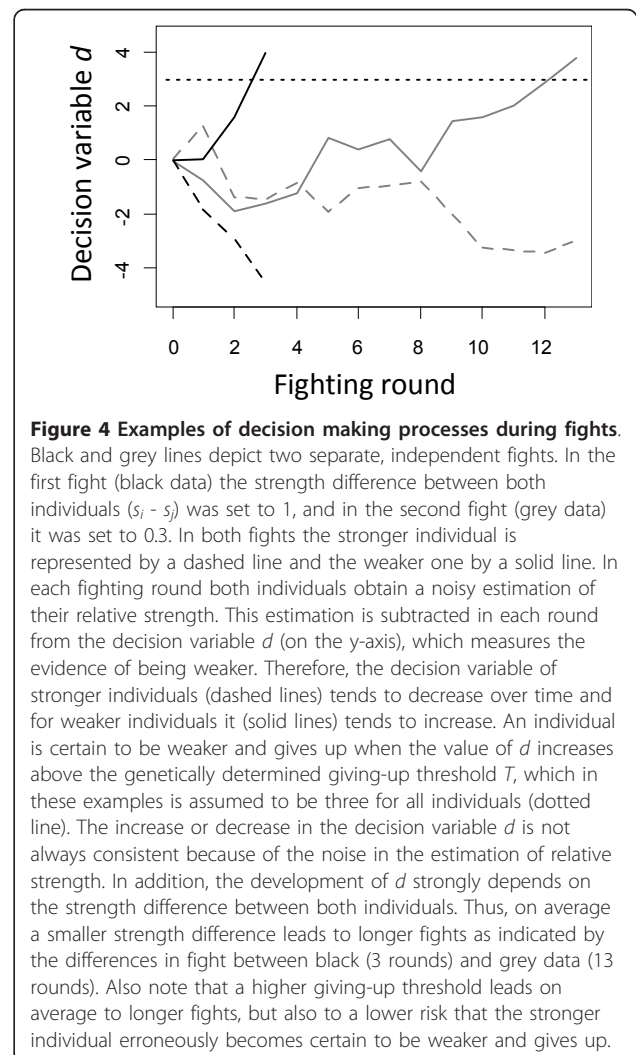 Decision variable d
4
2
0
-2
-4
0 2 4 6 8 10 12
Fighting round
Figure 4 Examples of decision making processes during fights.
Black and grey lines depict two separate, independent fights. In the
first fight (black data) the strength difference between both
individuals (si - sj) was set to 1, and in the second fight (grey data)
it was set to 0.3. In both fights the stronger individual is
represented by a dashed line and the weaker one by a solid line. In
each fighting round both individuals obtain a noisy estimation of
their relative strength. This estimation is subtracted in each round
from the decision variable d (on the y-axis), which measures the
evidence of being weaker. Therefore, the decision variable of
stronger individuals (dashed lines) tends to decrease over time and
for weaker individuals it (solid lines) tends to increase. An individual
is certain to be weaker and gives up when the value of d increases
above the genetically determined giving-up threshold T, which in
these examples is assumed to be three for all individuals (dotted
line). The increase or decrease in the decision variable d is not
always consistent because of the noise in the estimation of relative
strength. In addition, the development of d strongly depends on
the strength difference between both individuals. Thus, on average
a smaller strength difference leads to longer fights as indicated by
the differences in fight between black (3 rounds) and grey data (13
rounds). Also note that a higher giving-up threshold leads on
average to longer fights, but also to a lower risk that the stronger
individual erroneously becomes certain to be weaker and gives up.